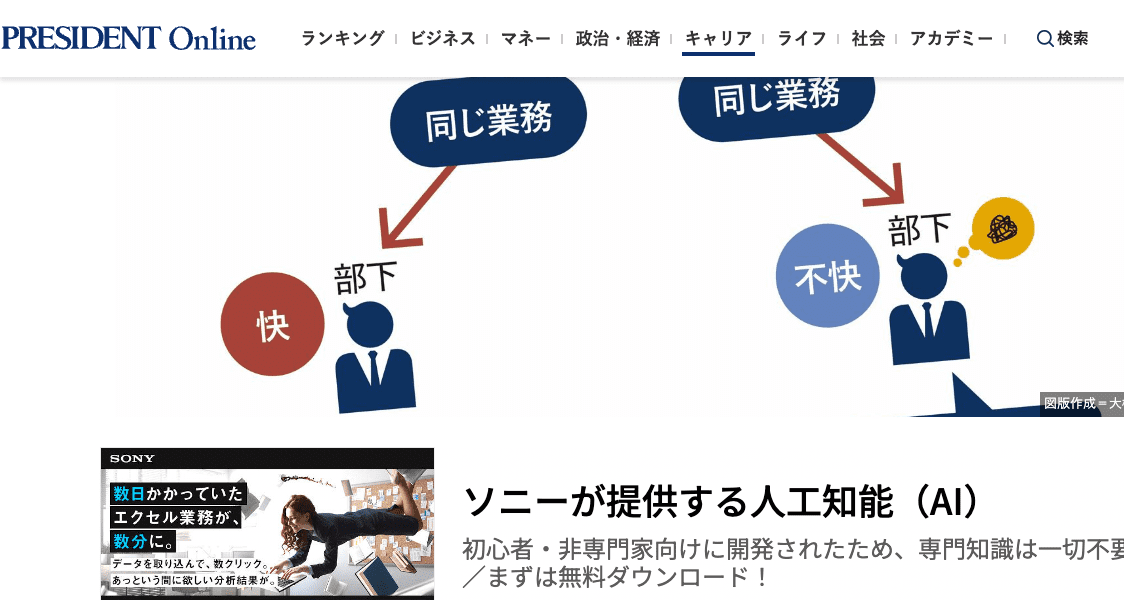 PRESIDENT Online
ランキング ビジネス マネー 政治・経済 キャリア ライフ 社会 アカデミー 検索
同じ業務
同じ業務
部下
部下
快
不快
図版作成=大
SONY
数日かかっていた
エクセル業務が、
数分に。
データを取り込んで、数クリック。
あっという間に欲しい分析結果が。
ソニーが提供する人工知能（AI）
初心者・非専門家向けに開発されたため、専門知識は一切不要
／まずは無料ダウンロード！